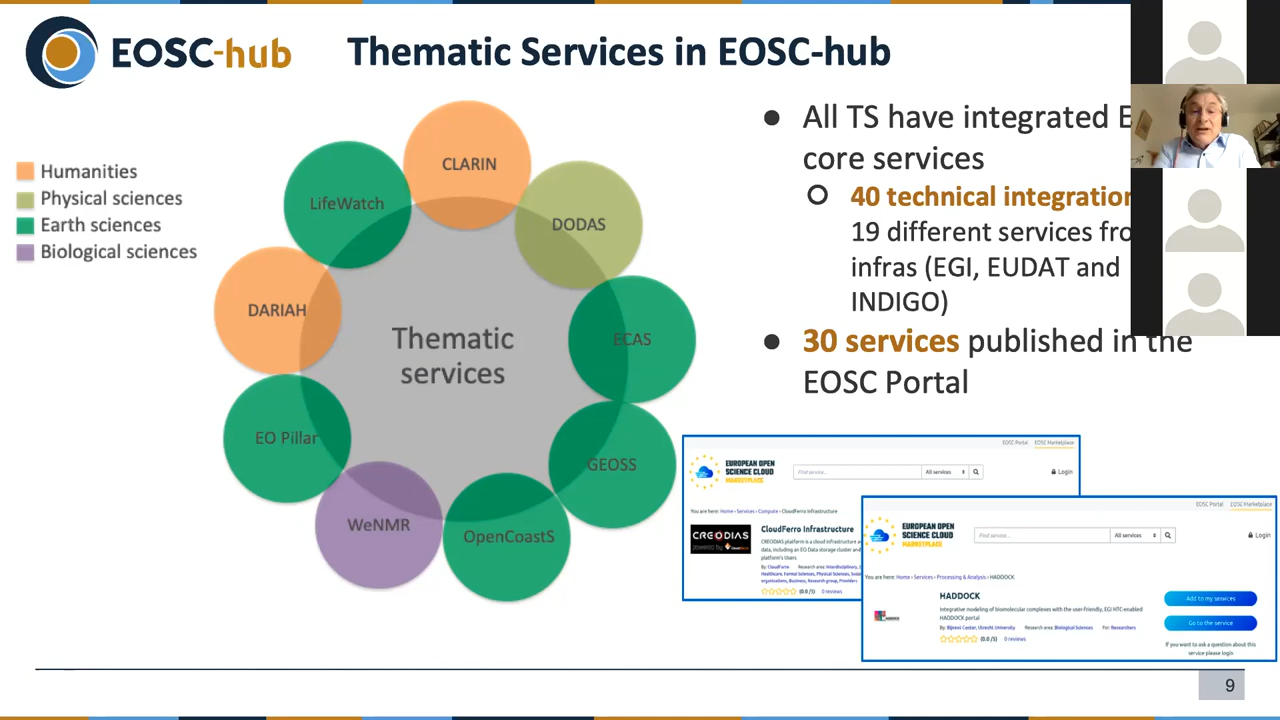 EOSC-hub
Thematic Services in EOSC-hub
Humanities
Physical sciences
Earth sciences
Biological sciences
CLARIN
LifeWatch
DODAS
DARIAH
ECAS
Thematic
services
EO Pillar
GEOSS
WeNMR
OpenCoastS
● All TS have integrated
core services
40 technical
19 different services
infras (EGI, EUDAT and
INDIGO)
● 30 services published in the
EOSC Portal
EOSC Portal EOSC Marketplace
EUROPEAN OPEN
SCIENCE CLOUD
MARKETPLACE
Find service...
All services
Login
You are here: Home › Services › Compute › CloudFerro Infrastructure
CREODIAS
CloudFerro Infrastructure
CREODIAS platform is a cloud infrastructure
data, including an EO Data storage cluster and
platform's Users
By: CloudFerro Research area: Interdisciplinary,
Healthcare, Formal Sciences, Physical Sciences,
organisations, Business, Research group, Providers
(0.0 /5) 0 reviews
EOSC Portal EOSC Marketplace
EUROPEAN OPEN
SCIENCE CLOUD
MARKETPLACE
Find service...
All services
Login
You are here: Home › Services › Processing & Analysis › HADDOCK
HADDOCK
Integrative modeling of biomolecular complexes with the user-friendly, EGI HTC-enabled
HADDOCK portal
By: Bijvoet Center, Utrecht University Research area: Biological Sciences For: Researchers
(0.0 /5) 0 reviews
Add to my services
Go to the service
If you want to ask a question about this
service please login
9